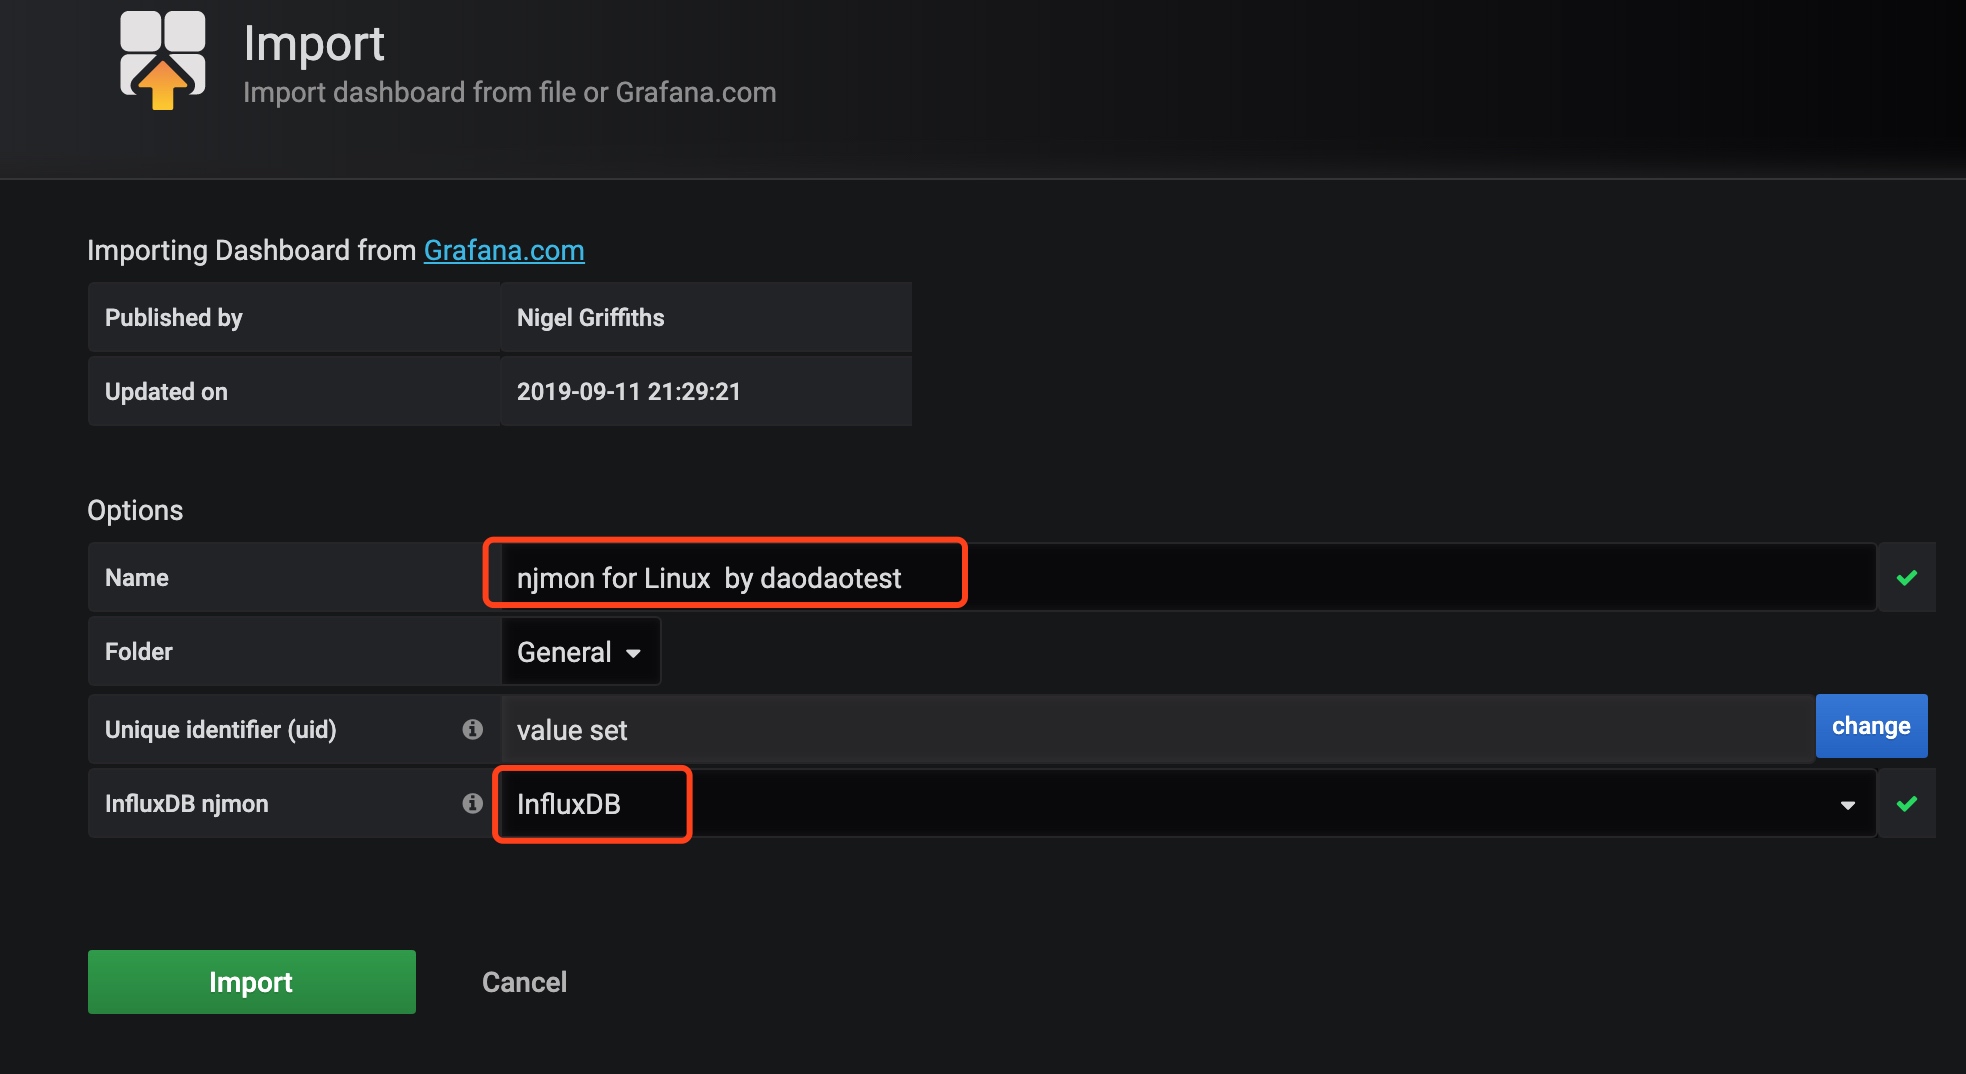 Import
Import dashboard from file or Grafana.com
Importing Dashboard from Grafana.com
Published by Nigel Griffiths
Updated on 2019-09-11 21:29:21
Options
Name njmon for Linux  by daodaotest
Folder General
Unique identifier (uid) value set change
InfluxDB njmon InfluxDB
Import Cancel